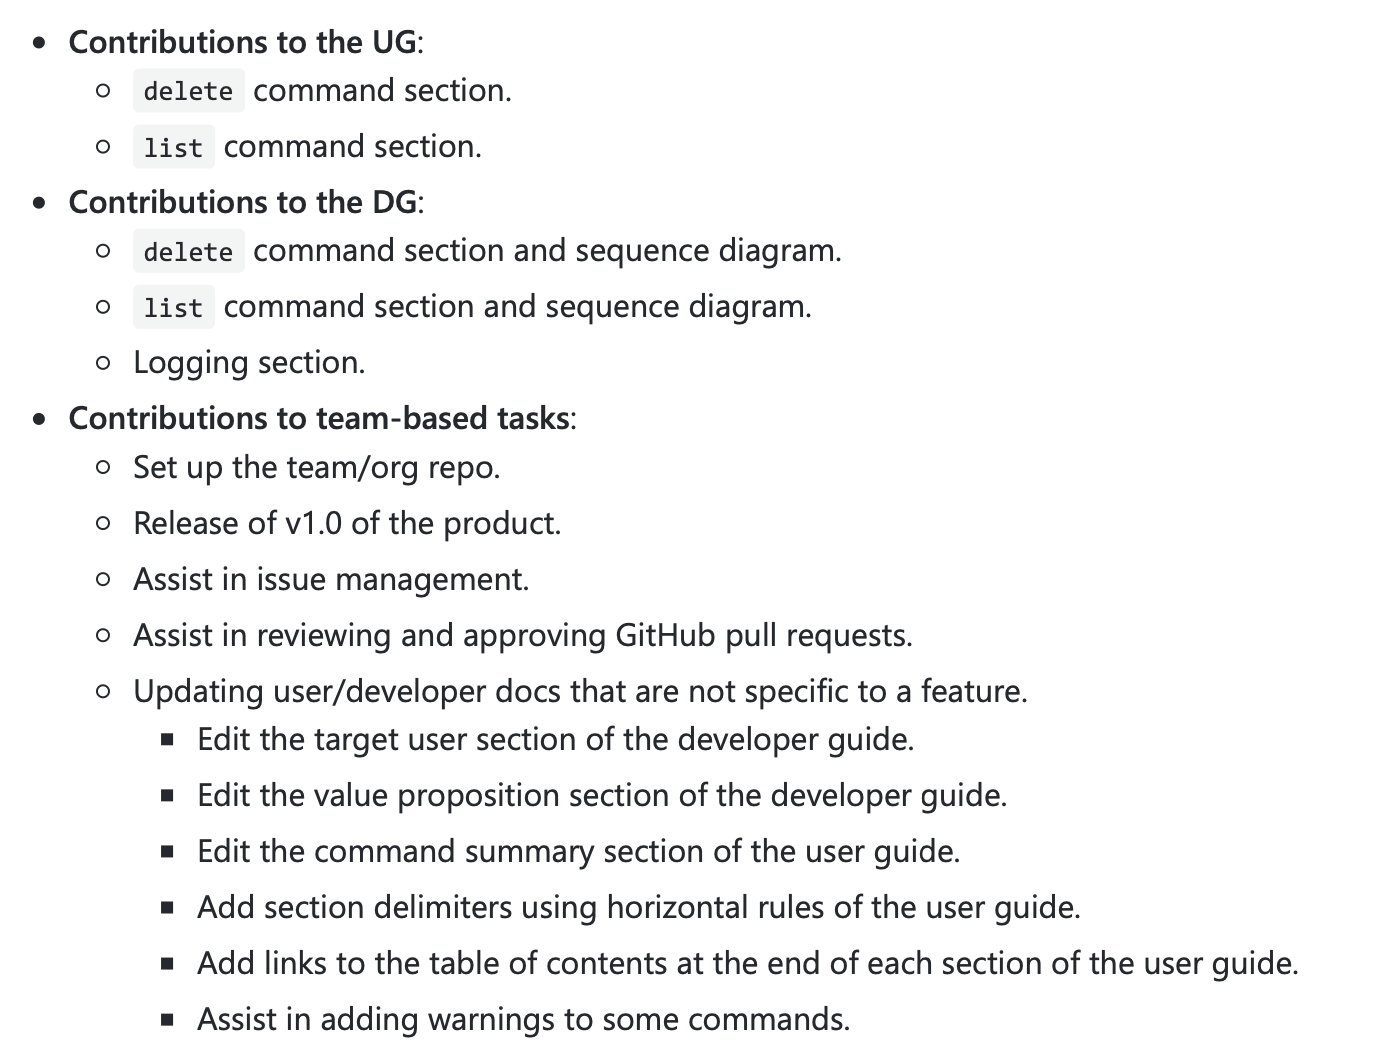 Contributions to the UG:
delete command section.
list command section.
Contributions to the DG:
delete command section and sequence diagram.
list command section and sequence diagram.
Logging section.
Contributions to team-based tasks:
Set up the team/org repo.
Release of v1.0 of the product.
Assist in issue management.
Assist in reviewing and approving GitHub pull requests.
Updating user/developer docs that are not specific to a feature.
Edit the target user section of the developer guide.
Edit the value proposition section of the developer guide.
Edit the command summary section of the user guide.
Add section delimiters using horizontal rules of the user guide.
Add links to the table of contents at the end of each section of the user guide.
Assist in adding warnings to some commands.